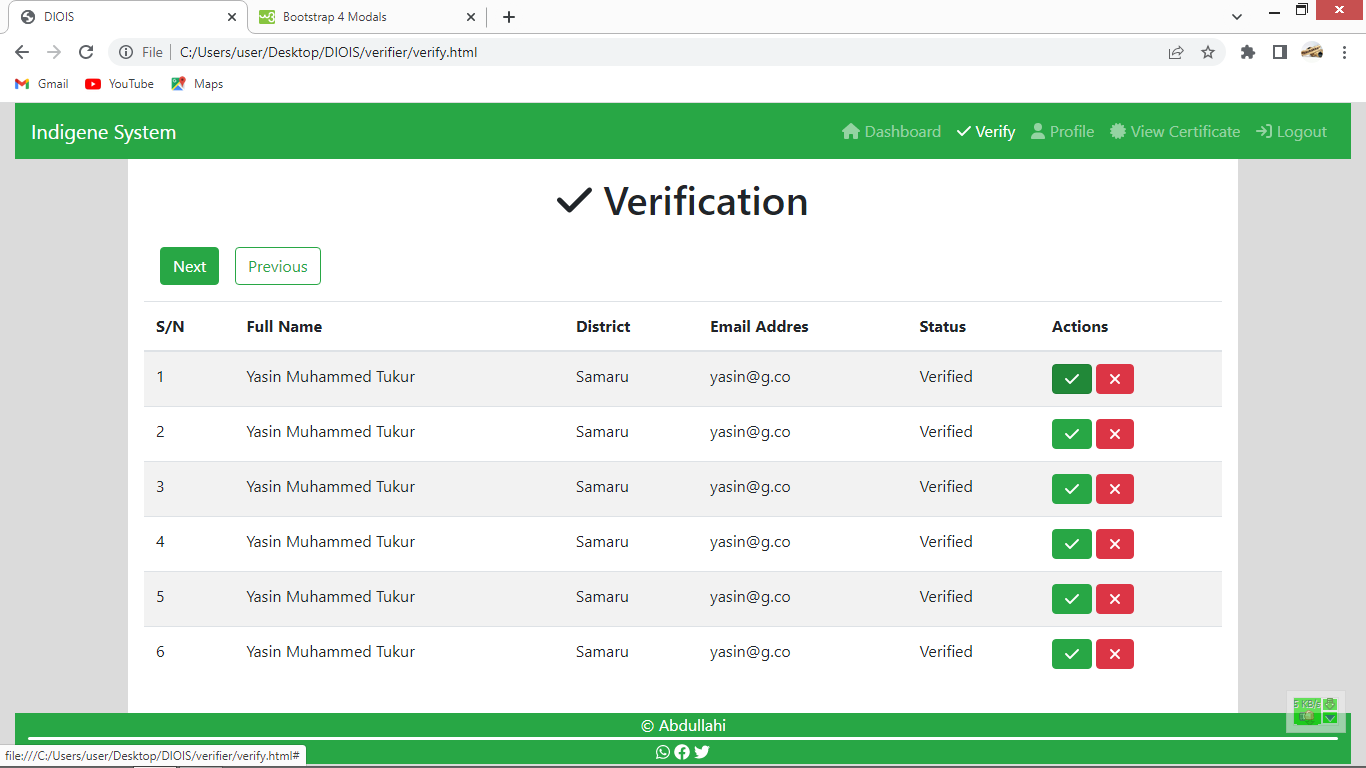 DIOIS
Bootstrap 4 Modals
File C:/Users/user/Desktop/DIOIS/verifier/verify.html
Gmail YouTube Maps
Indigene System Dashboard Verify Profile View Certificate Logout
Verification
Next Previous
S/N Full Name District Email Addres Status Actions
1 Yasin Muhammed Tukur Samaru yasin@g.co Verified
2 Yasin Muhammed Tukur Samaru yasin@g.co Verified
3 Yasin Muhammed Tukur Samaru yasin@g.co Verified
4 Yasin Muhammed Tukur Samaru yasin@g.co Verified
5 Yasin Muhammed Tukur Samaru yasin@g.co Verified
6 Yasin Muhammed Tukur Samaru yasin@g.co Verified
5 KB/s
© Abdullahi
file:///C:/Users/user/Desktop/DIOIS/verifier/verify.html#